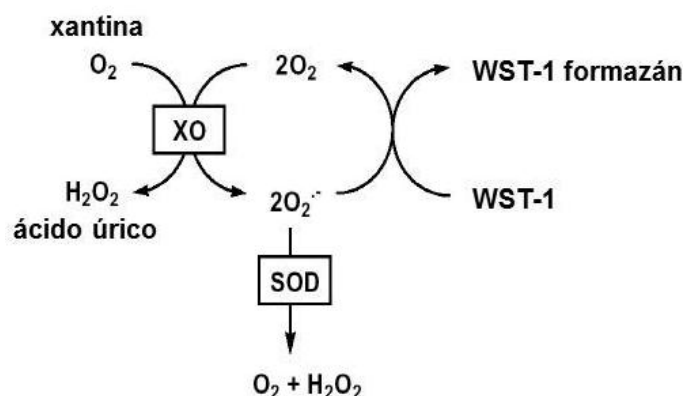 xantina
O₂
2O₂
WST-1 formazán
XO
H₂O₂
ácido úrico
2O₂·⁻
WST-1
SOD
O₂ + H₂O₂